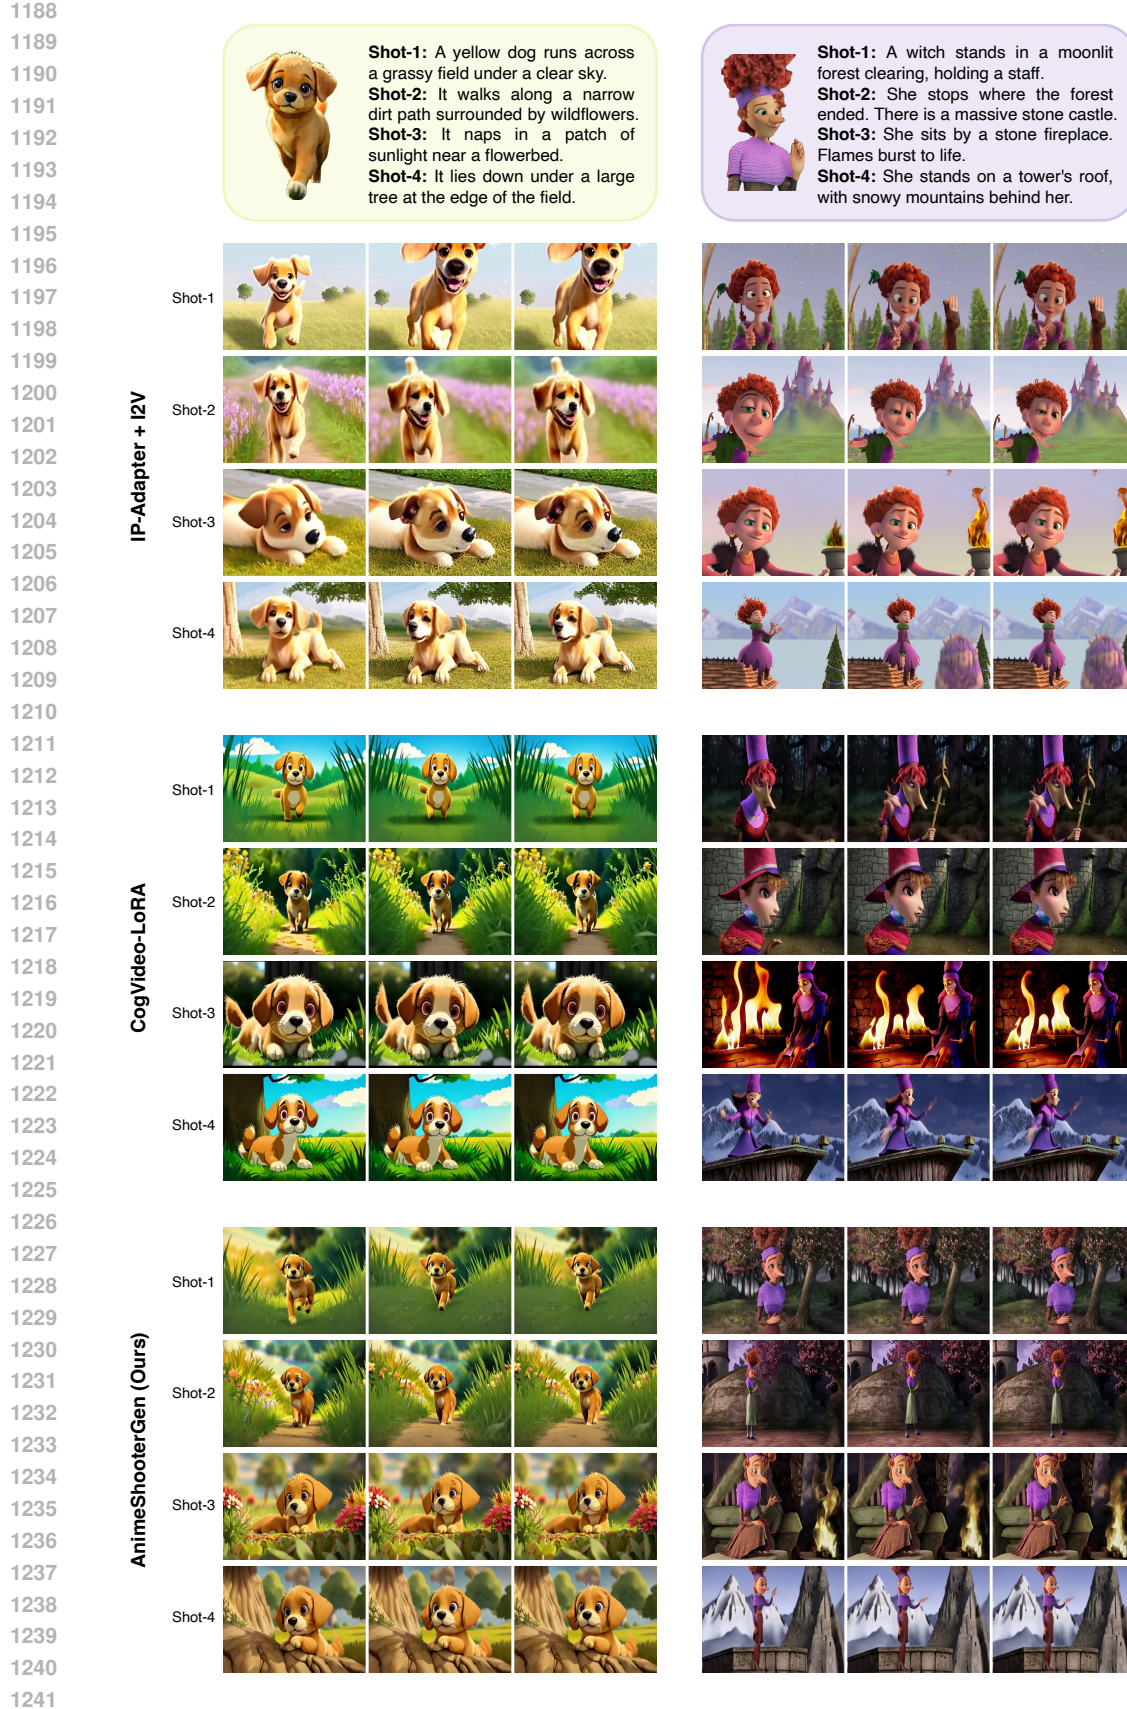 1188
1189
1190
1191
1192
1193
1194
1195
1196
1197
1198
1199
1200
1201
1202
1203
1204
1205
1206
1207
1208
1209
1210
1211
1212
1213
1214
1215
1216
1217
1218
1219
1220
1221
1222
1223
1224
1225
1226
1227
1228
1229
1230
1231
1232
1233
1234
1235
1236
1237
1238
1239
1240
1241
Shot-1: A yellow dog runs across
a grassy field under a clear sky.
Shot-2: It walks along a narrow
dirt path surrounded by wildflowers.
Shot-3: It naps in a patch of
sunlight near a flowerbed.
Shot-4: It lies down under a large
tree at the edge of the field.
Shot-1: A witch stands in a moonlit
forest clearing, holding a staff.
Shot-2: She stops where the forest
ended. There is a massive stone castle.
Shot-3: She sits by a stone fireplace.
Flames burst to life.
Shot-4: She stands on a tower's roof,
with snowy mountains behind her.
IP-Adapter + I2V
Shot-1
Shot-2
Shot-3
Shot-4
CogVideo-LoRA
Shot-1
Shot-2
Shot-3
Shot-4
AnimeShooterGen (Ours)
Shot-1
Shot-2
Shot-3
Shot-4